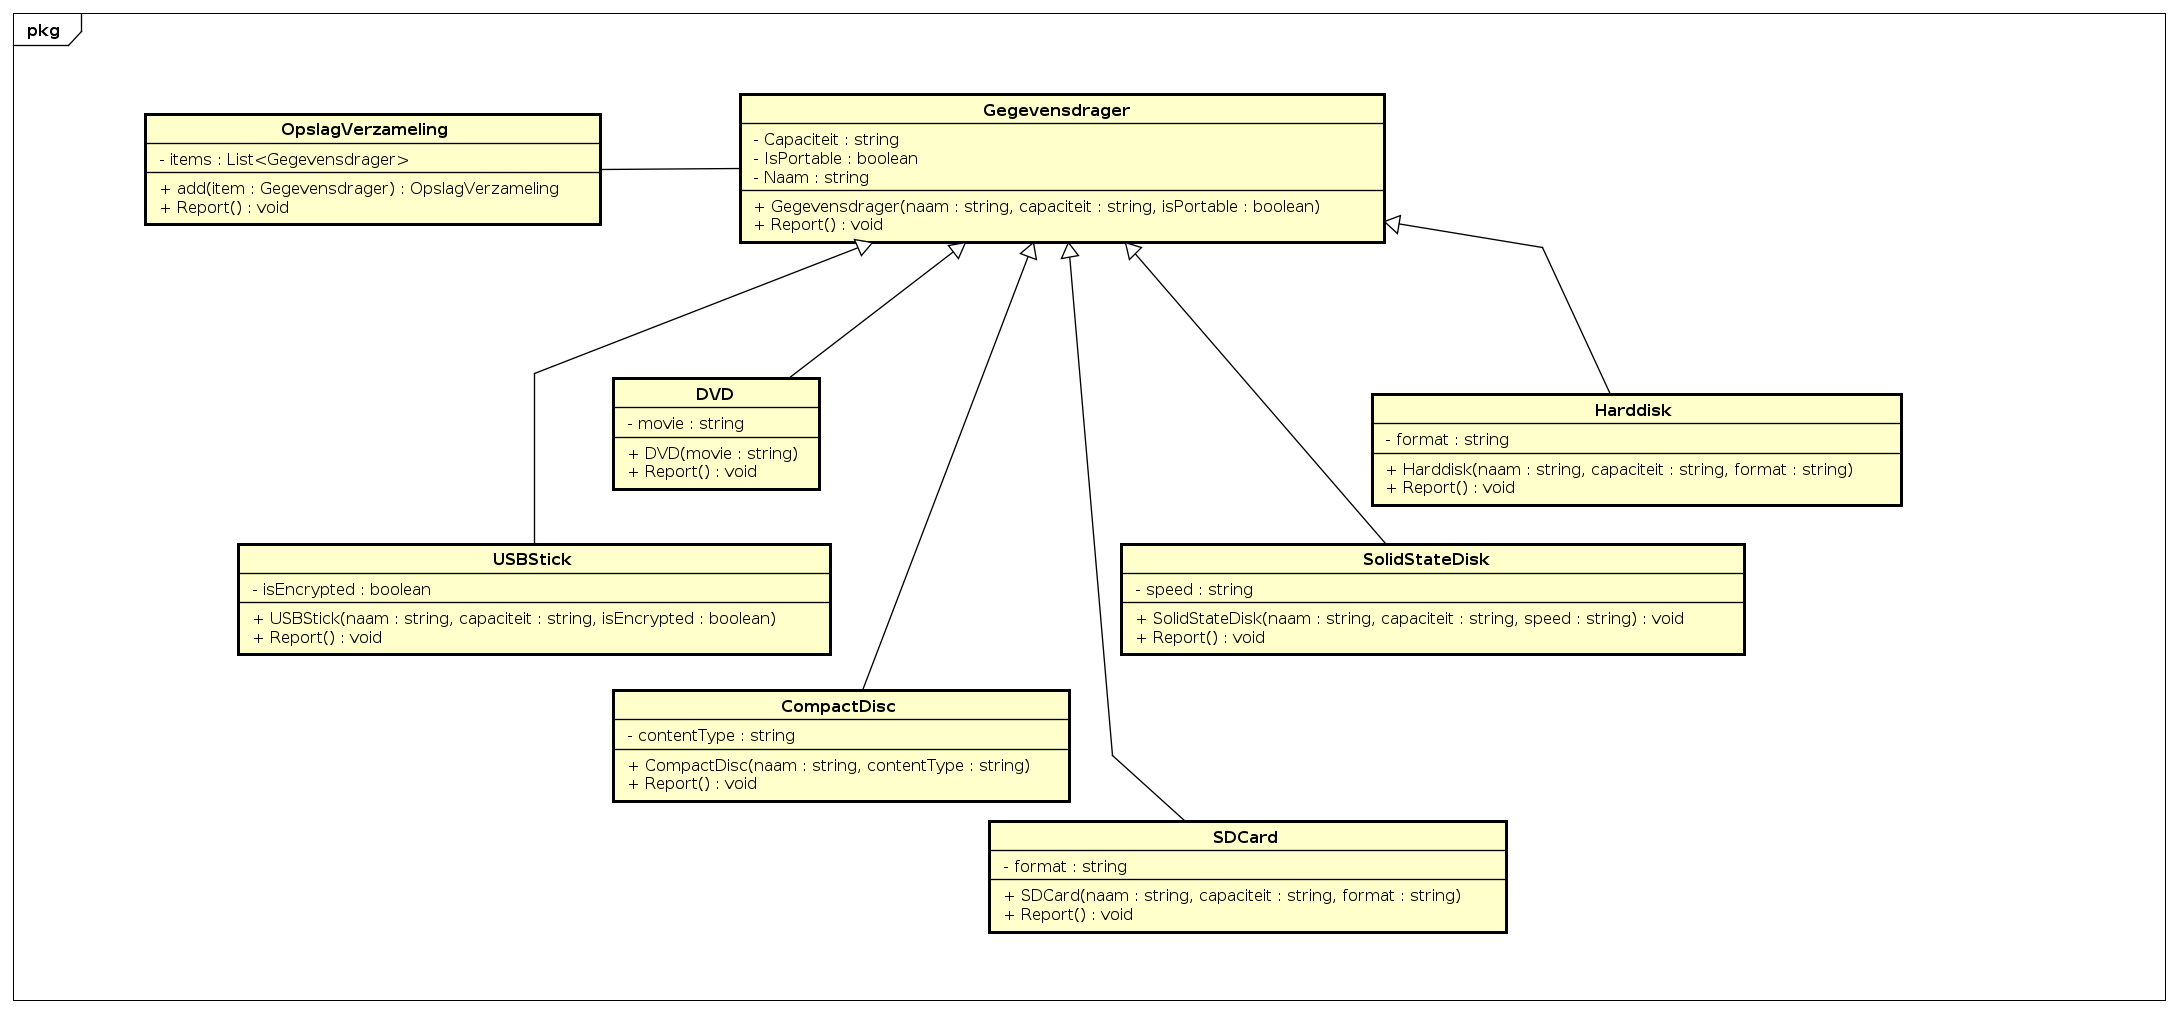 pkg
OpslagVerzameling
- items : List<Gegevensdrager>
+ add(item : Gegevensdrager) : OpslagVerzameling
+ Report() : void
Gegevensdrager
- Capaciteit : string
- IsPortable : boolean
- Naam : string
+ Gegevensdrager(naam : string, capaciteit : string, isPortable : boolean)
+ Report() : void
DVD
- movie : string
+ DVD(movie : string)
+ Report() : void
Harddisk
- format : string
+ Harddisk(naam : string, capaciteit : string, format : string)
+ Report() : void
USBStick
- isEncrypted : boolean
+ USBStick(naam : string, capaciteit : string, isEncrypted : boolean)
+ Report() : void
SolidStateDisk
- speed : string
+ SolidStateDisk(naam : string, capaciteit : string, speed : string) : void
+ Report() : void
CompactDisc
- contentType : string
+ CompactDisc(naam : string, contentType : string)
+ Report() : void
SDCard
- format : string
+ SDCard(naam : string, capaciteit : string, format : string)
+ Report() : void